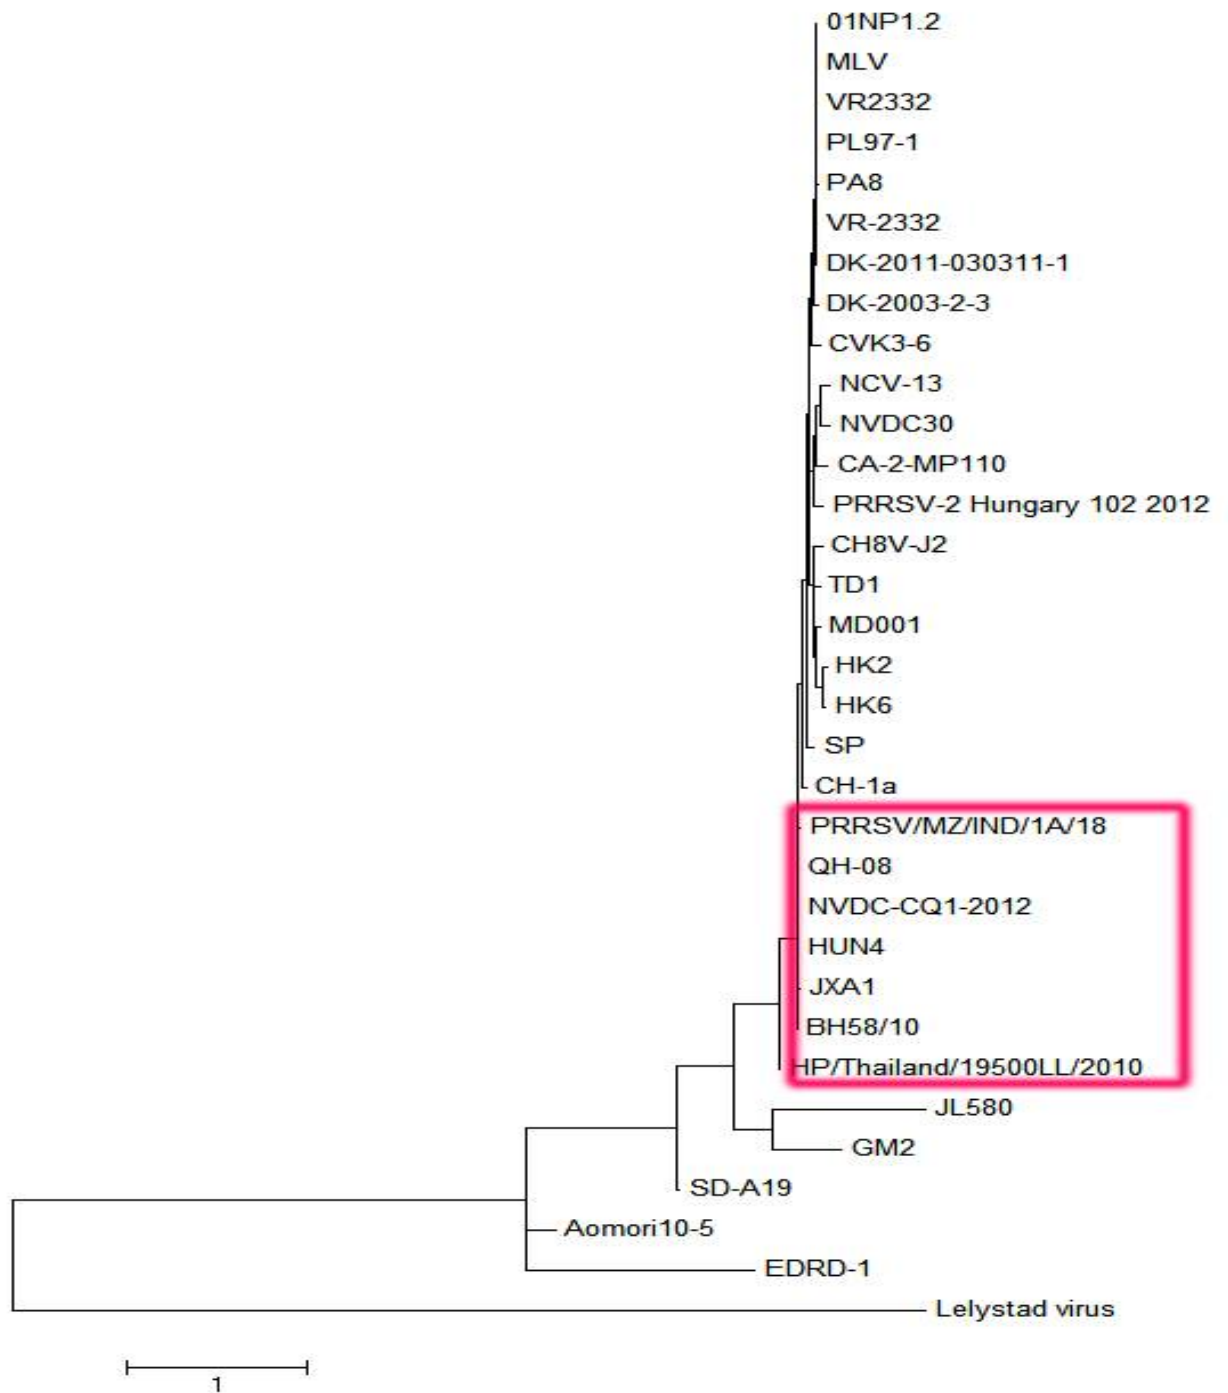 01NP1.2
MLV
VR2332
PL97-1
PA8
VR-2332
DK-2011-030311-1
DK-2003-2-3
CVK3-6
NCV-13
NVDC30
CA-2-MP110
PRRSV-2 Hungary 102 2012
CH8V-J2
TD1
MD001
HK2
HK6
SP
CH-1a
PRRSV/MZ/IND/1A/18
QH-08
NVDC-CQ1-2012
HUN4
JXA1
BH58/10
HP/Thailand/19500LL/2010
JL580
GM2
SD-A19
Aomori10-5
EDRD-1
Lelystad virus
1